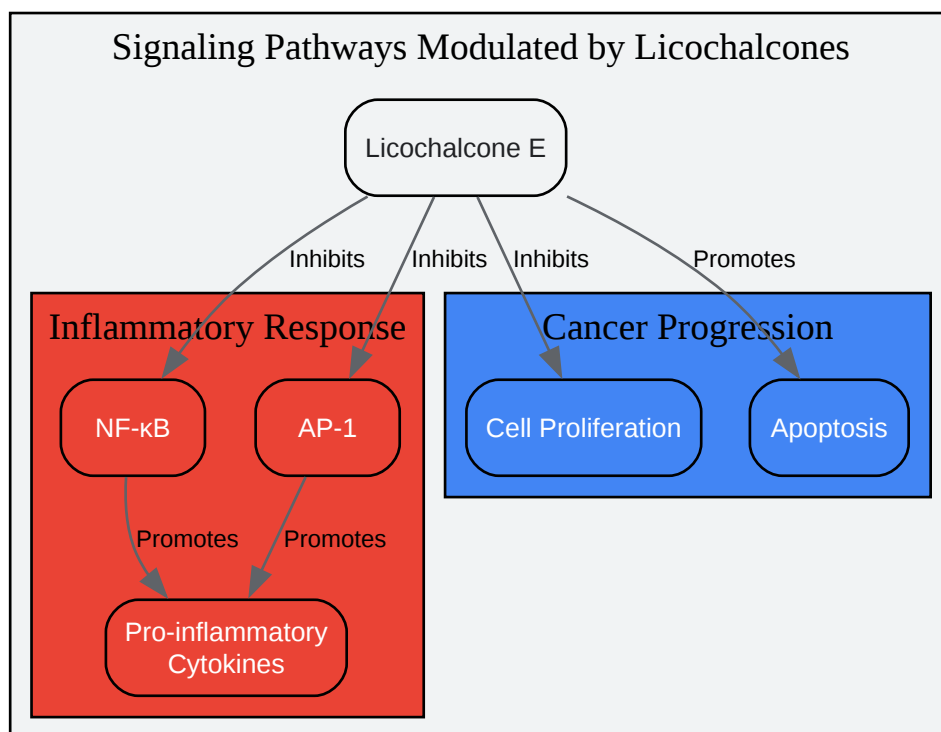 Signaling Pathways Modulated by Licochalcones
Licochalcone E
Inhibits
Inhibits
Inhibits
Promotes
Inflammatory Response
Cancer Progression
NF-κB
AP-1
Cell Proliferation
Apoptosis
Promotes
Promotes
Pro-inflammatory
Cytokines